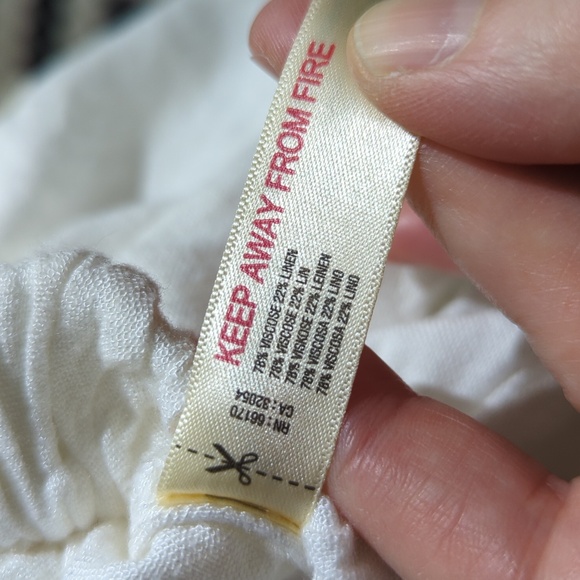 KEEP AWAY FROM FIRE
78% VISCOSE 22% LINEN
78% VISCOSE 22% LIN
78% VISKOSE 22% LEINEN
78% VISCOSA 22% LINO
78% VISCOSA 22% LINO
RN: 66170
CA: 32054